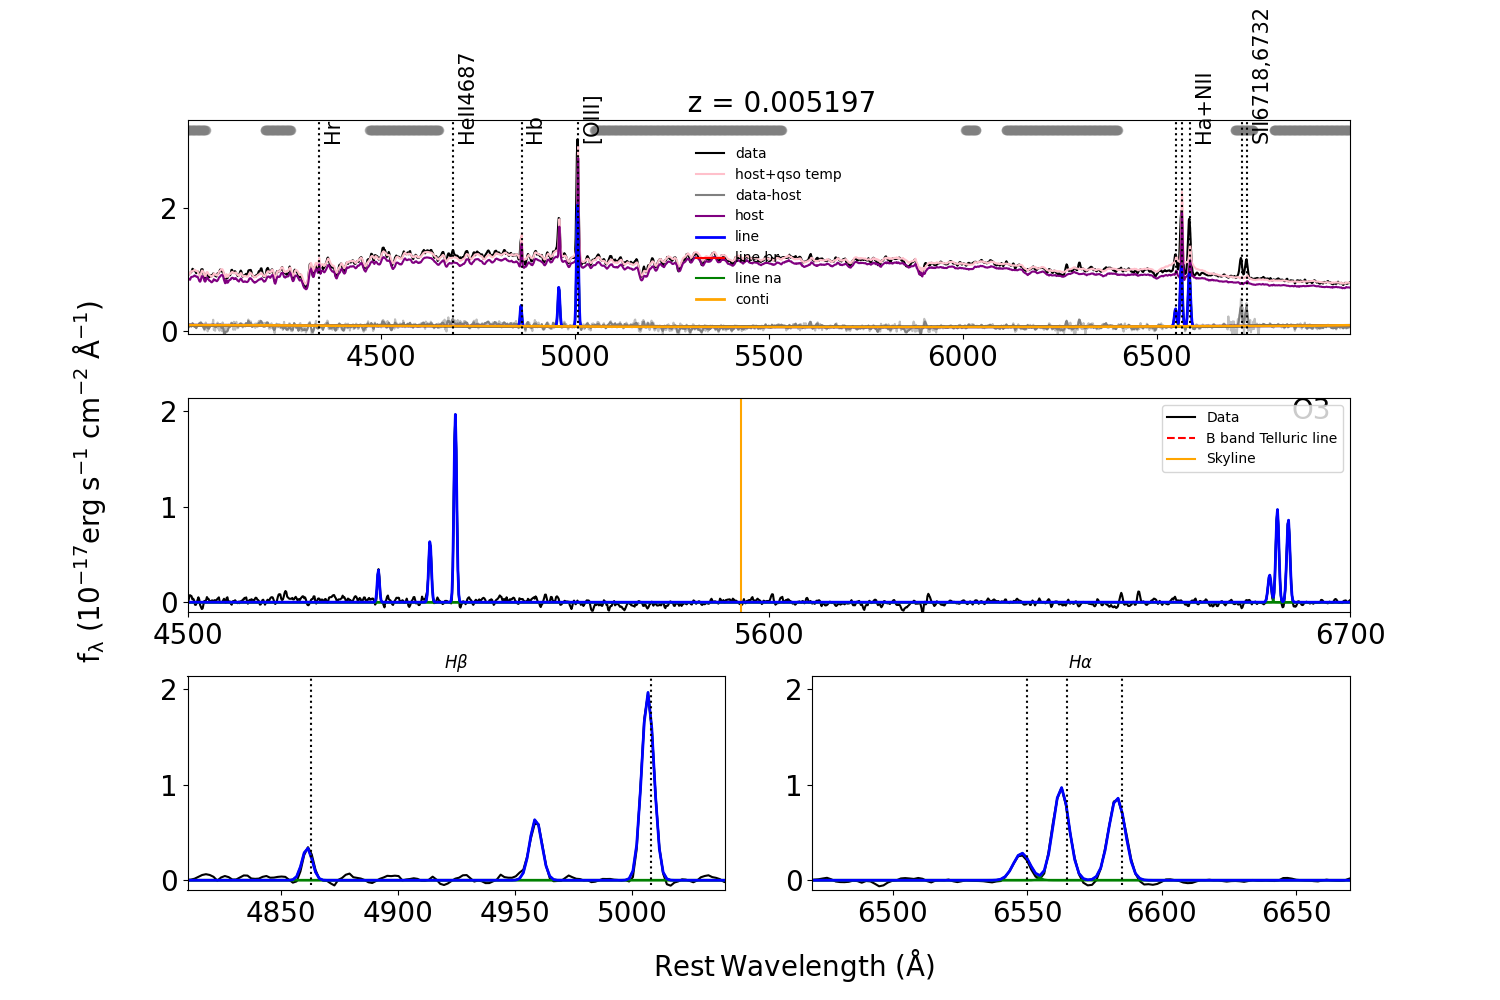 z = 0.005197
Hr
HeII4687
Hb
[OIII]
Ha+NII
SII6718,6732
data
host+qso temp
data-host
host
line
line br
line na
conti
2
0
4500
5000
5500
6000
6500
fλ (10−17erg s−1 cm−2 Å−1)
O3
Data
B band Telluric line
Skyline
2
1
0
4500
5600
6700
Hβ
2
1
0
4850
4900
4950
5000
Hα
2
1
0
6500
6550
6600
6650
Rest Wavelength (Å)